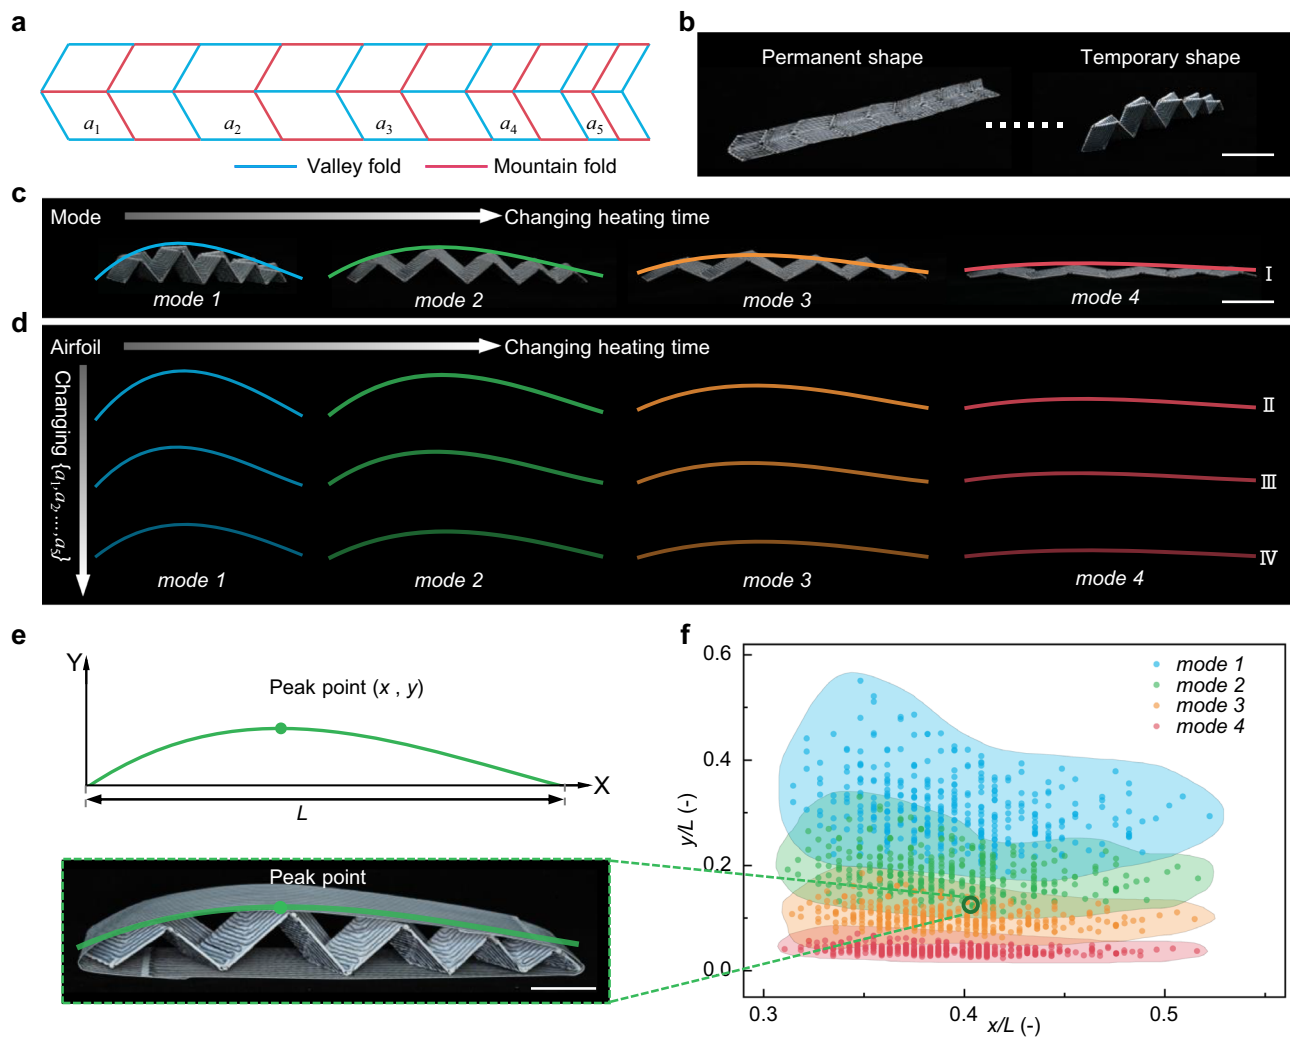 a
a1 a2 a3 a4 a5
Valley fold Mountain fold
b
Permanent shape Temporary shape
c
Mode Changing heating time
mode 1 mode 2 mode 3 mode 4 Ⅰ
d
Airfoil Changing heating time
Changing {a1,a2,...,a5}
Ⅱ
Ⅲ
Ⅳ
mode 1 mode 2 mode 3 mode 4
e
Y
Peak point (x , y)
X
L
Peak point
f
0.6
0.4
0.2
0.0
y/L (-)
mode 1
mode 2
mode 3
mode 4
0.3 0.4 0.5
x/L (-)